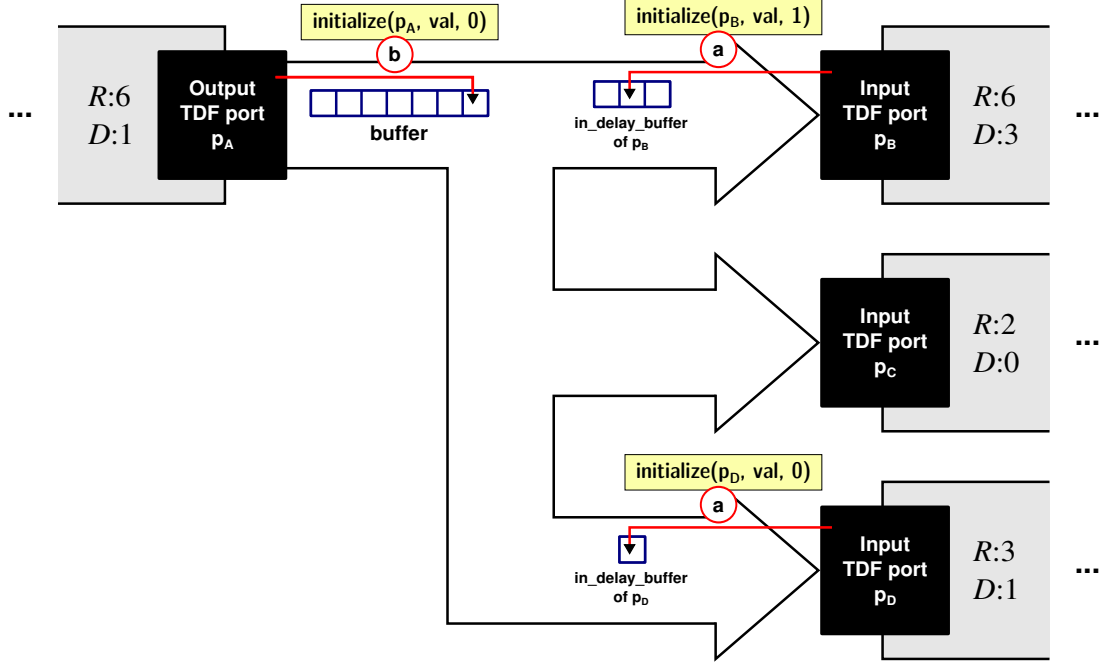 initialize(pA, val, 0)
initialize(pB, val, 1)
b
a
...
R:6
D:1
Output
TDF port
pA
buffer
in_delay_buffer
of pB
Input
TDF port
pB
R:6
D:3
...
Input
TDF port
pC
R:2
D:0
...
initialize(pD, val, 0)
a
in_delay_buffer
of pD
Input
TDF port
pD
R:3
D:1
...